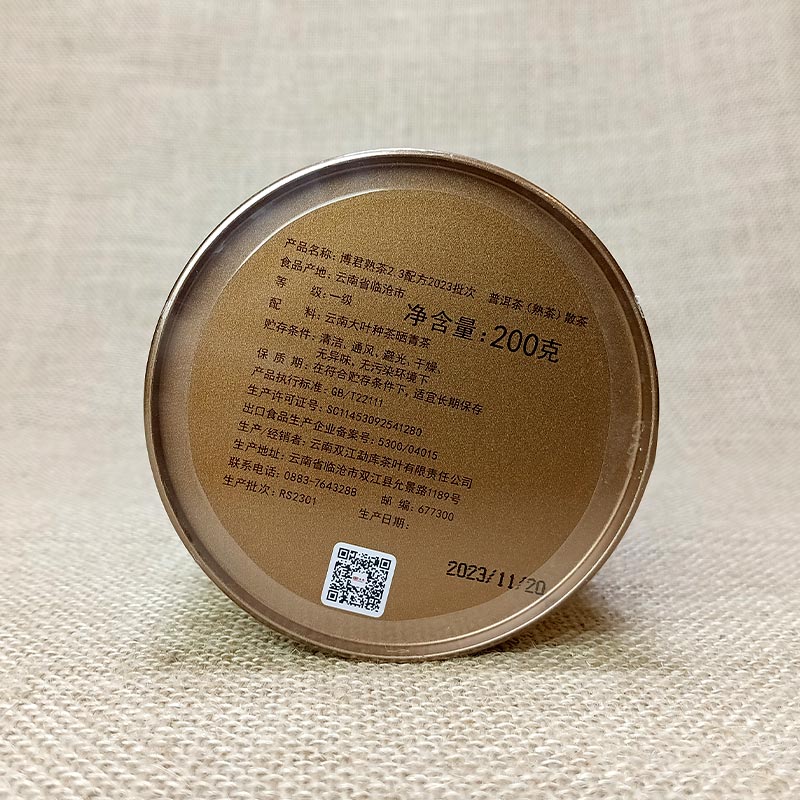 产品名称: 博君熟茶2.3配方2023批次 普洱茶(熟茶)散茶
食品产地: 云南省临沧市
等 级: 一级
净含量: 200克
配 料: 云南大叶种茶晒青茶
贮存条件: 清洁、通风、避光、干燥、
无异味, 无污染环境下
保 质 期: 在符合贮存条件下, 适宜长期保存
产品执行标准: GB/T22111
生产许可证号: SC11453092541280
出口食品生产企业备案号: 5300/04015
生产/经销者: 云南双江勐库茶叶有限责任公司
生产地址: 云南省临沧市双江县允景路1189号
联系电话: 0883-7643288 邮 编: 677300
生产批次: RS2301 生产日期:
2023/11/20